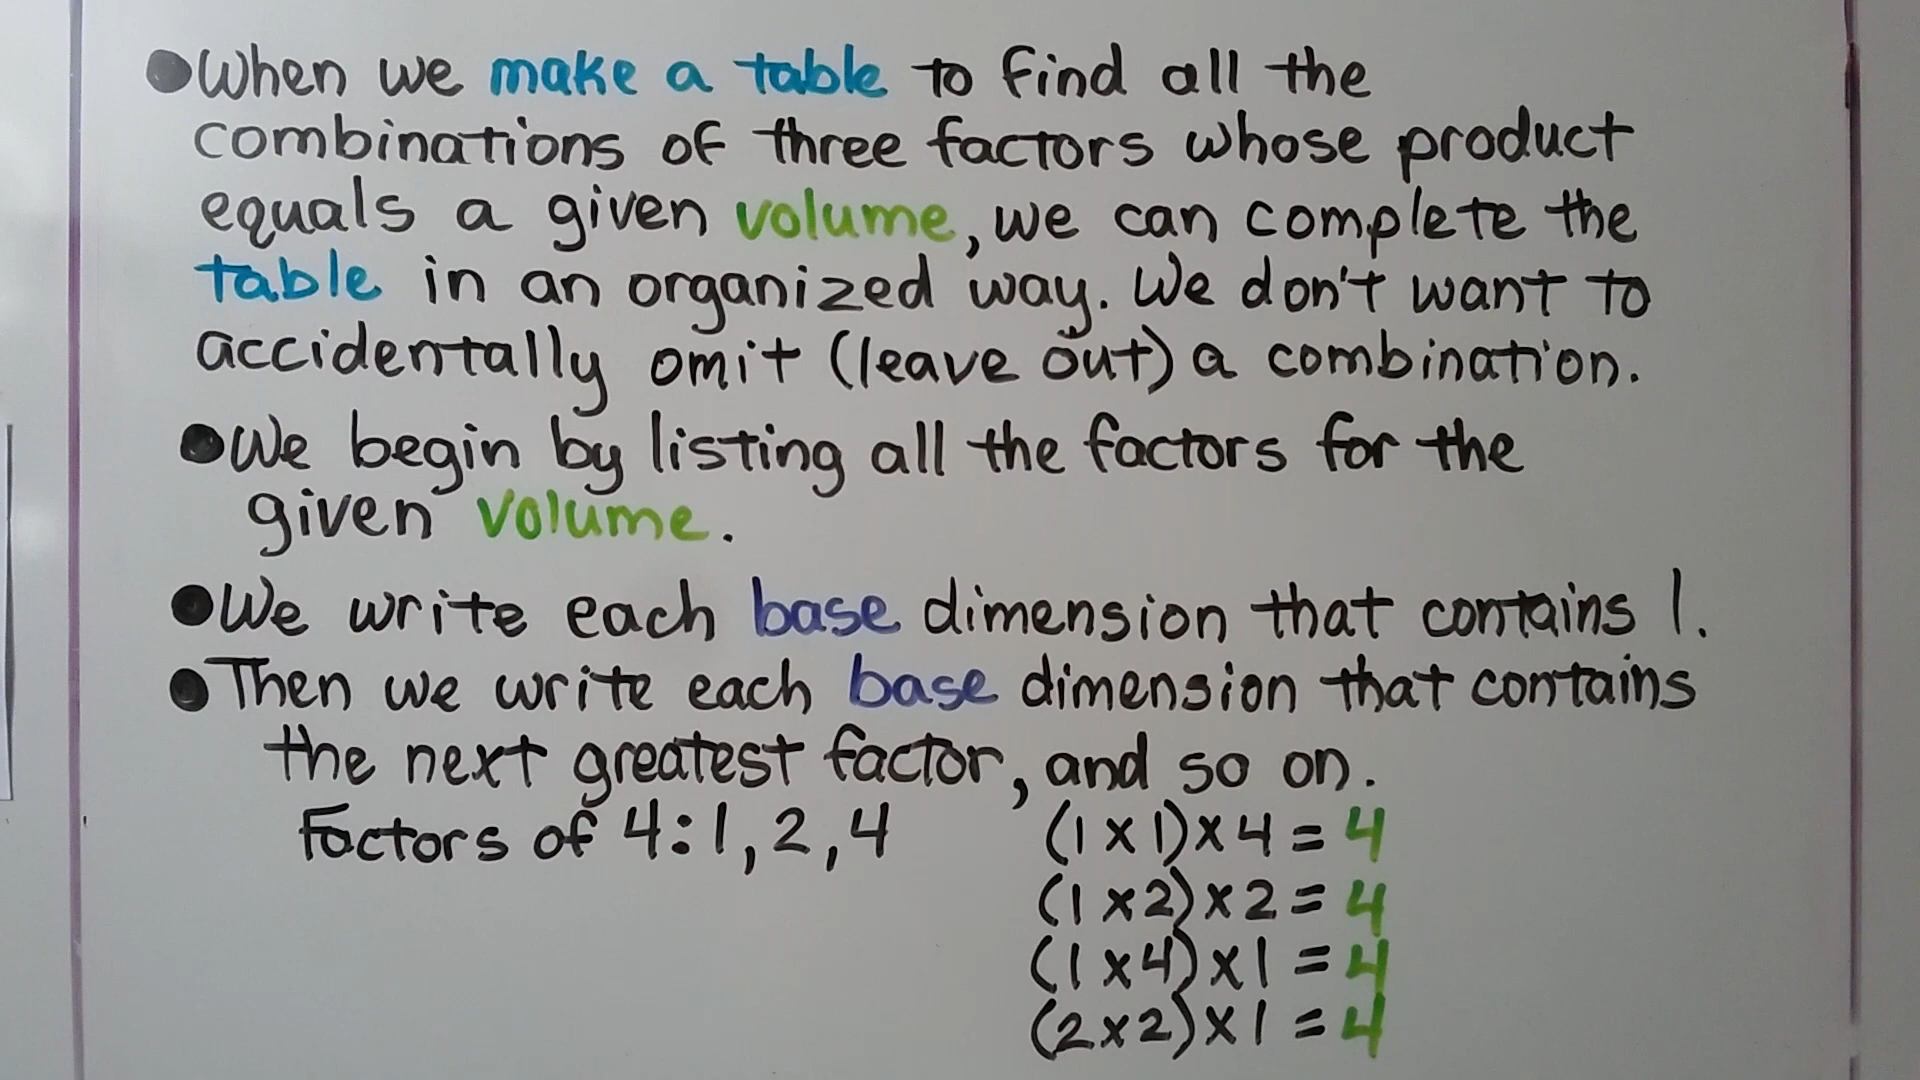 ●When we make a table to find all the
combinations of three factors whose product
equals a given volume, we can complete the
table in an organized way. We don't want to
accidentally omit (leave out) a combination.
●We begin by listing all the factors for the
given volume.
●We write each base dimension that contains 1.
●Then we write each base dimension that contains
the next greatest factor, and so on.
Factors of 4: 1, 2, 4
(1 x 1) x 4 = 4
(1 x 2) x 2 = 4
(1 x 4) x 1 = 4
(2 x 2) x 1 = 4